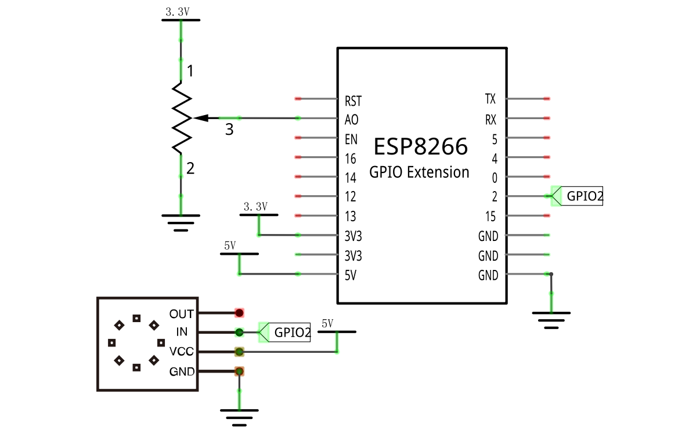 3.3V
1
3
2
ESP8266
GPIO Extension
RST
AO
EN
16
14
12
13
3V3
3V3
5V
TX
RX
5
4
0
2
15
GND
GND
GND
GPIO2
3.3V
5V
OUT
IN
VCC
GND
GPIO2
5V